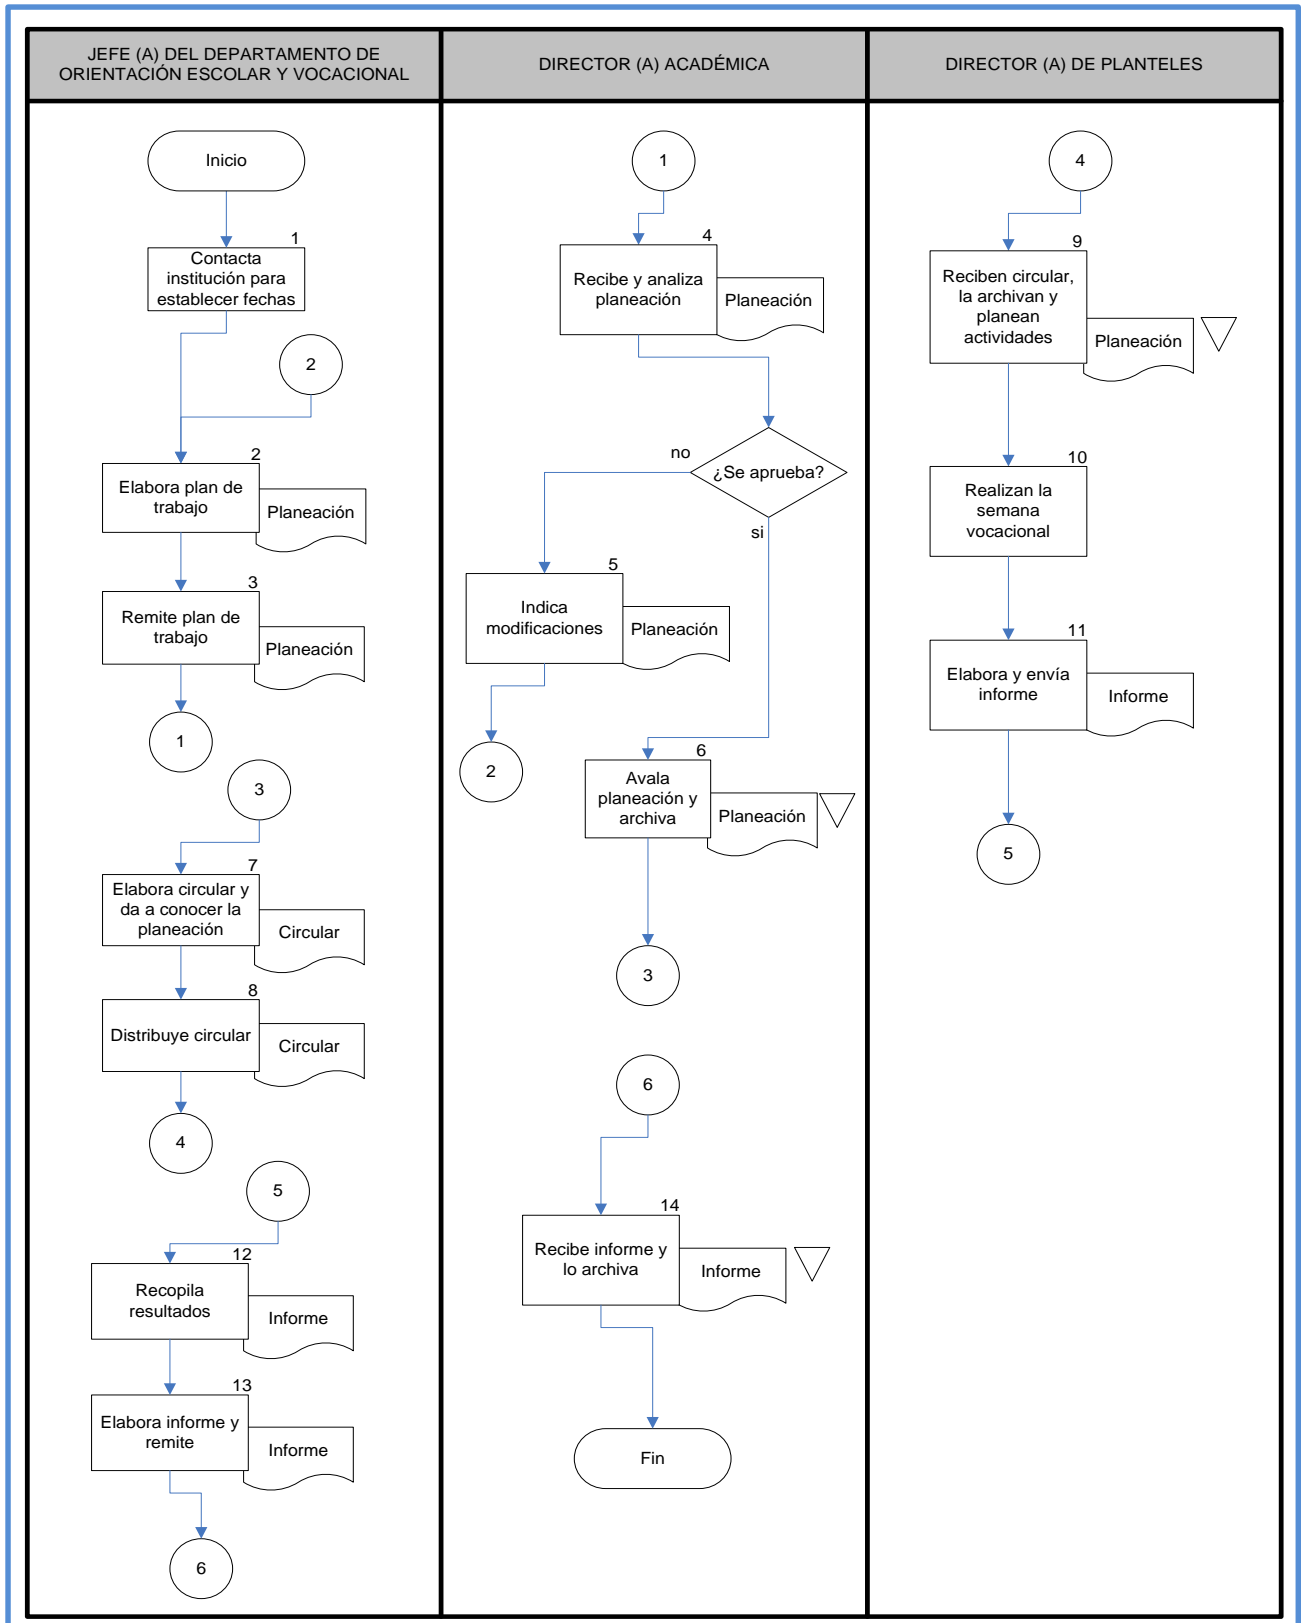 JEFE (A) DEL DEPARTAMENTO DE
ORIENTACIÓN ESCOLAR Y VOCACIONAL
DIRECTOR (A) ACADÉMICA
DIRECTOR (A) DE PLANTELES
Inicio
1
Contacta
institución para
establecer fechas
2
2
Elabora plan de
trabajo
Planeación
3
Remite plan de
trabajo
Planeación
1
3
7
Elabora circular y
da a conocer la
planeación
Circular
8
Distribuye circular
Circular
4
5
12
Recopila
resultados
Informe
13
Elabora informe y
remite
Informe
6
1
4
Recibe y analiza
planeación
Planeación
¿Se aprueba?
no
si
5
Indica
modificaciones
Planeación
2
6
Avala
planeación y
archiva
Planeación
3
6
14
Recibe informe y
lo archiva
Informe
Fin
4
9
Reciben circular,
la archivan y
planean
actividades
Planeación
10
Realizan la
semana
vocacional
11
Elabora y envía
informe
Informe
5